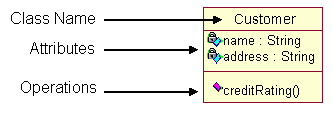 Class Name
Customer
Attributes
name : String
address : String
Operations
creditRating()